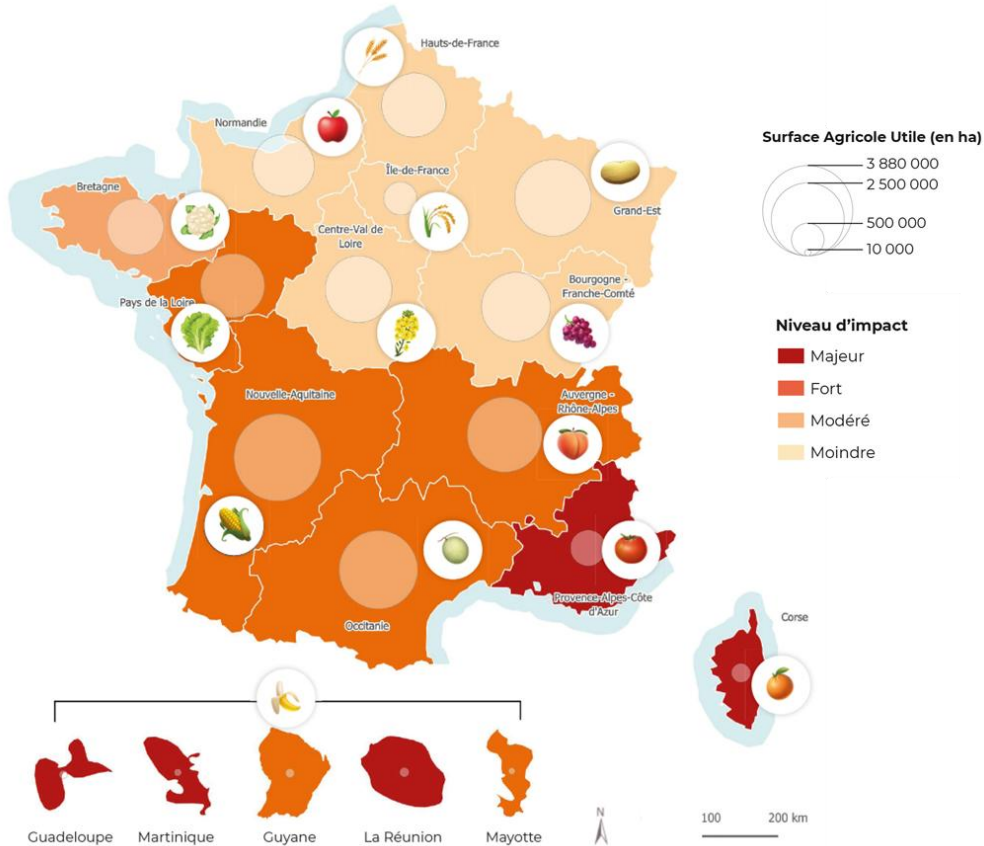 Hauts-de-France
Normandie
Île-de-France
Bretagne
Grand-Est
Centre-Val de
Loire
Bourgogne -
Franche-Comté
Pays de la Loire
Nouvelle-Aquitaine
Auvergne -
Rhône-Alpes
Provence-Alpes-Côte
d'Azur
Occitanie
Corse
Surface Agricole Utile (en ha)
3 880 000
2 500 000
500 000
10 000
Niveau d'impact
Majeur
Fort
Modéré
Moindre
Guadeloupe
Martinique
Guyane
La Réunion
Mayotte
N
100 200 km